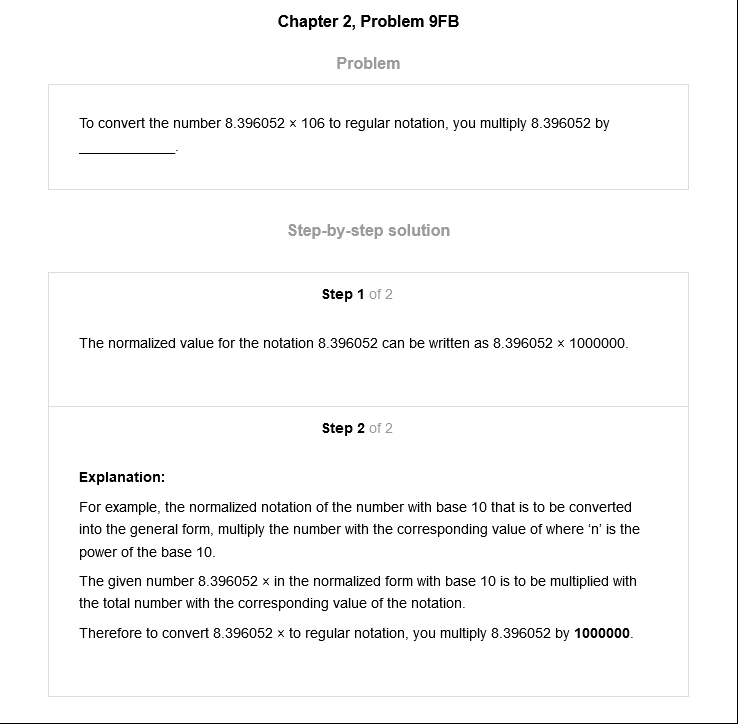 Chapter 2, Problem 9FB
Problem
To convert the number 8.396052 × 106 to regular notation, you multiply 8.396052 by
_____________.
Step-by-step solution
Step 1 of 2
The normalized value for the notation 8.396052 can be written as 8.396052 × 1000000.
Step 2 of 2
Explanation:
For example, the normalized notation of the number with base 10 that is to be converted
into the general form, multiply the number with the corresponding value of where ‘n’ is the
power of the base 10.
The given number 8.396052 × in the normalized form with base 10 is to be multiplied with
the total number with the corresponding value of the notation.
Therefore to convert 8.396052 × to regular notation, you multiply 8.396052 by 1000000.